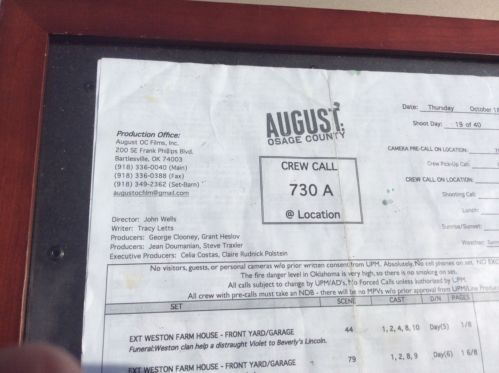 AUGUST:
OSAGE COUNTY
Production Office:
August OC Films, Inc.
200 SE Frank Phillips Blvd.
Bartlesville, OK 74003
(918) 336-0040 (Main)
(918) 336-0388 (Fax)
(918) 349-2362 (Set-Barn)
augustocfilm@gmail.com
CREW CALL
730 A
@ Location
Date: Thursday October
Shoot Day: 19 of 40
CAMERA PRE-CALL ON LOCATION:
Crew Pick-Up Call:
CREW CALL ON LOCATION:
Shooting Call:
Lunch:
Sunrise/Sunset:
Weather:
Director: John Wells
Writer: Tracy Letts
Producers: George Clooney, Grant Heslov
Producers: Jean Doumanian, Steve Traxler
Executive Producers: Celia Costas, Claire Rudnick Polstein
No visitors, guests, or personal cameras w/o prior written consent from UPM. Absolutely No cell phones on set. NO
The fire danger level in Oklahoma is very high, so there is no smoking on set.
All calls subject to change by UPM/AD's, No Forced Calls unless authorized by UPM.
All crew with pre-calls must take an NDB - there will be no MPVs w/o prior approval from UPM/Line
SET SCENE CAST D/N PAGES
EXT WESTON FARM HOUSE - FRONT YARD/GARAGE 44 1, 2, 4, 8, 10 Day(5) 1/8
Funeral:Weston clan help a distraught Violet to Beverly's Lincoln.
EXT WESTON FARM HOUSE - FRONT YARD/GARAGE 79 1, 2, 8, 9 Day(6) 1 6/8